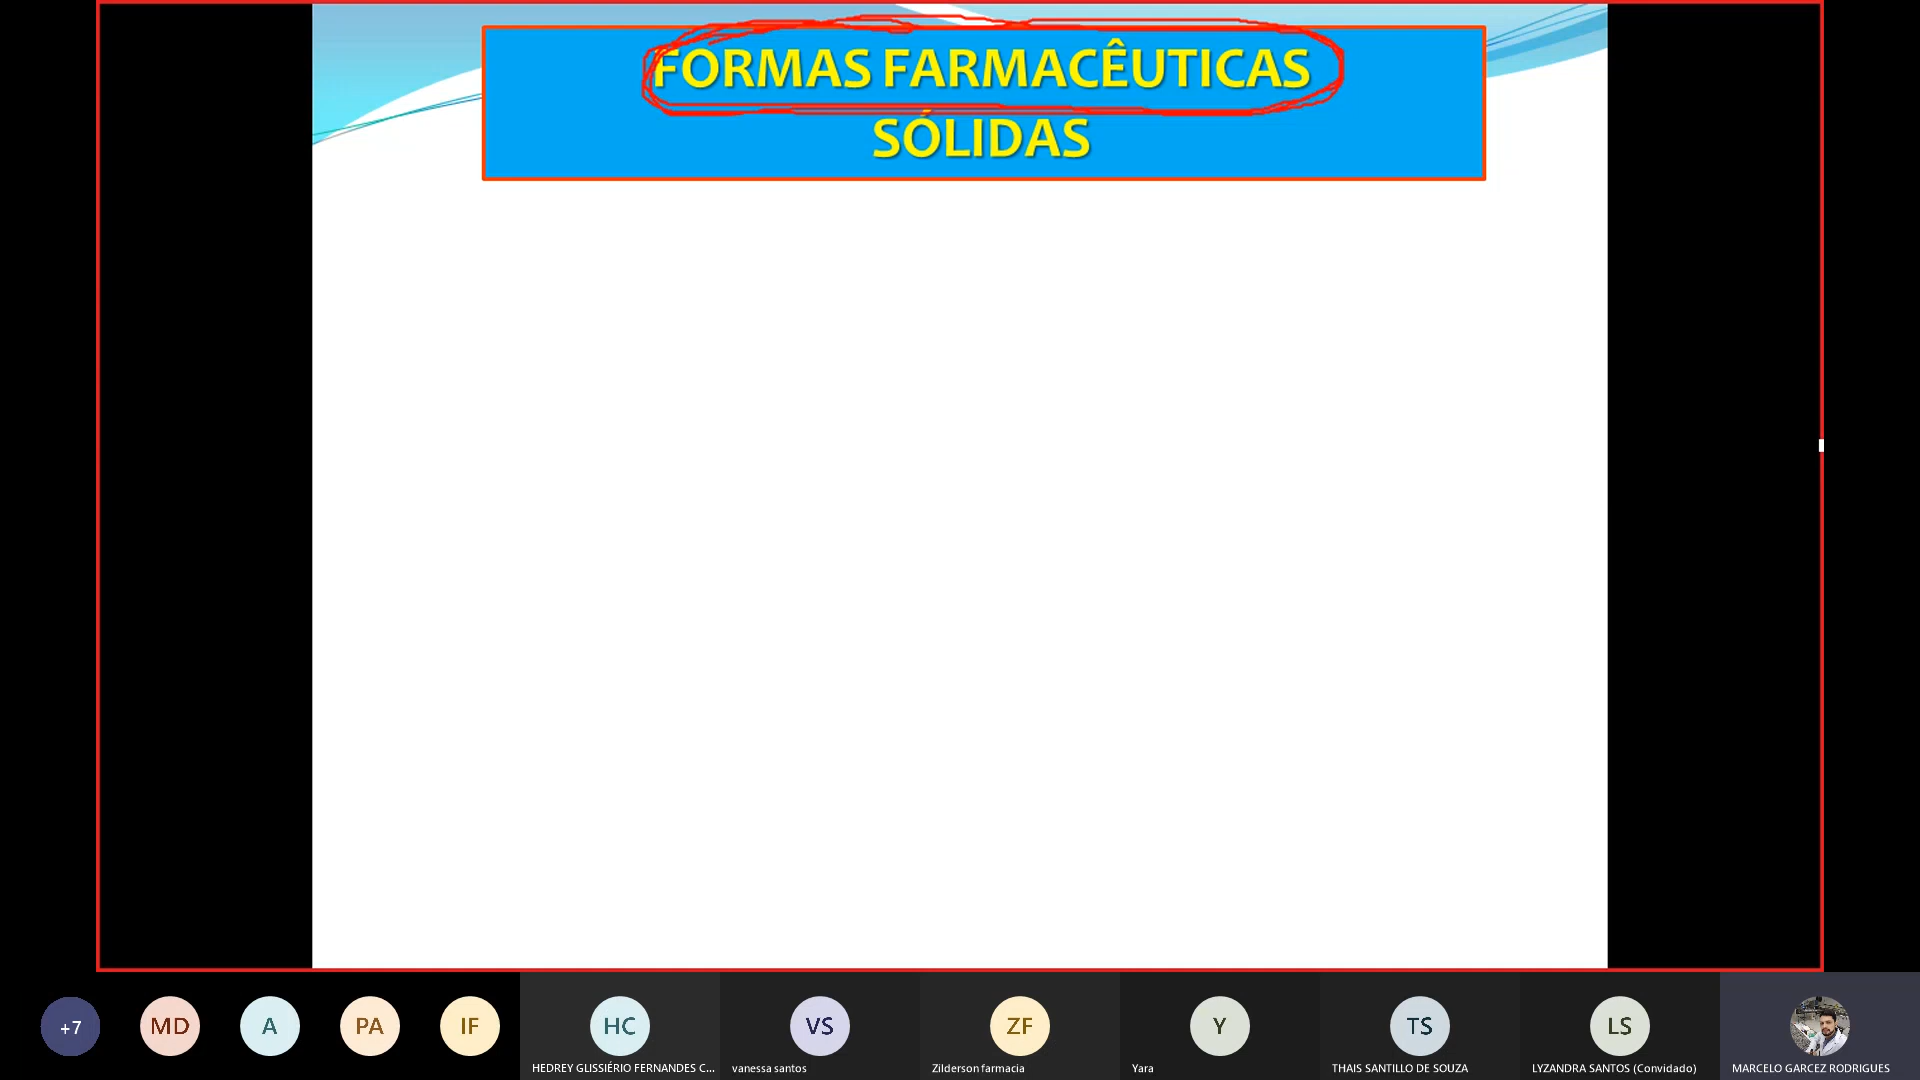 FORMAS FARMACÊUTICAS
SÓLIDAS
+7
MD
A
PA
IF
HC
VS
ZF
Y
TS
LS
HEDREY GLISSIÉRIO FERNANDES C...
vanessa santos
Zilderson farmacia
Yara
THAIS SANTILLO DE SOUZA
LYZANDRA SANTOS (Convidado)
MARCELO GARCEZ RODRIGUES